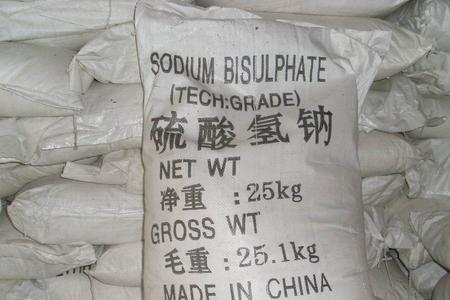 SODIUM BISULPHATE
(TECH:GRADE)
硫酸氢钠
NET WT
净重 : 25kg
GROSS WT
毛重 : 25.1kg
MADE IN CHINA